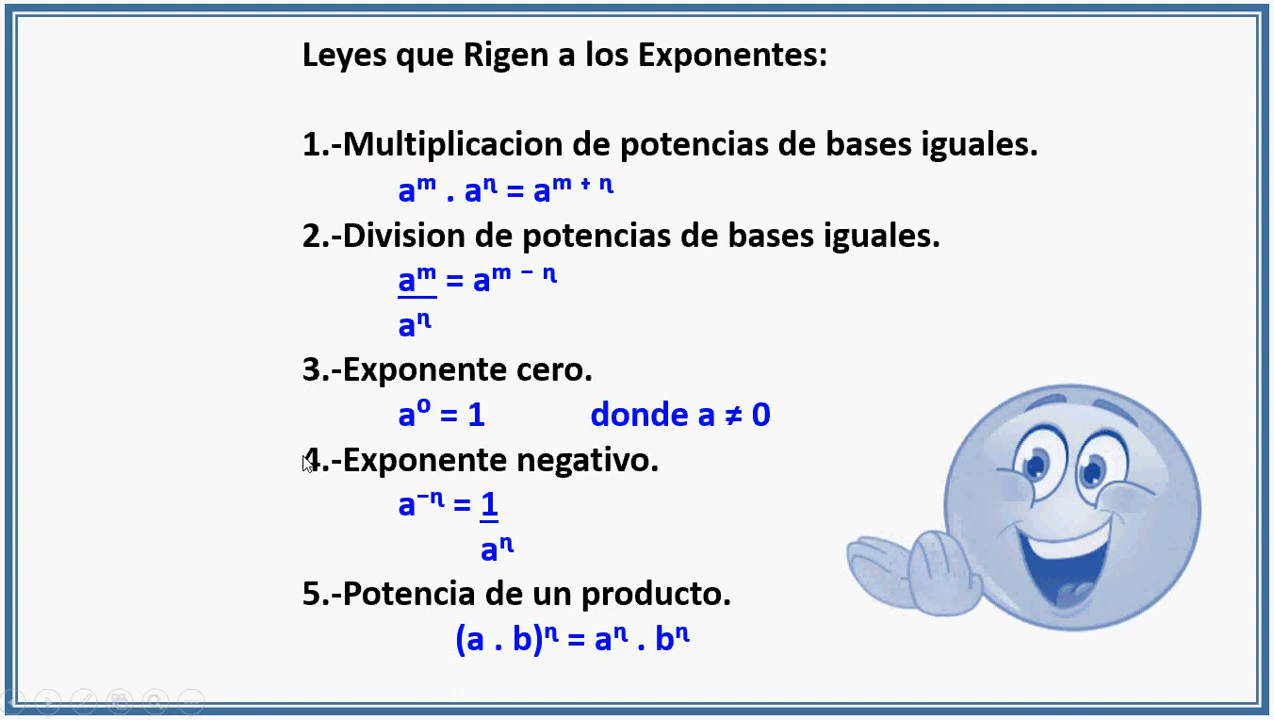 Leyes que Rigen a los Exponentes:
1.-Multiplicacion de potencias de bases iguales.
aᵐ . aⁿ = aᵐ ⁺ ⁿ
2.-Division de potencias de bases iguales.
aᵐ = aᵐ ⁻ ⁿ
aⁿ
3.-Exponente cero.
a⁰ = 1 donde a ≠ 0
4.-Exponente negativo.
a⁻ⁿ = 1
aⁿ
5.-Potencia de un producto.
(a . b)ⁿ = aⁿ . bⁿ